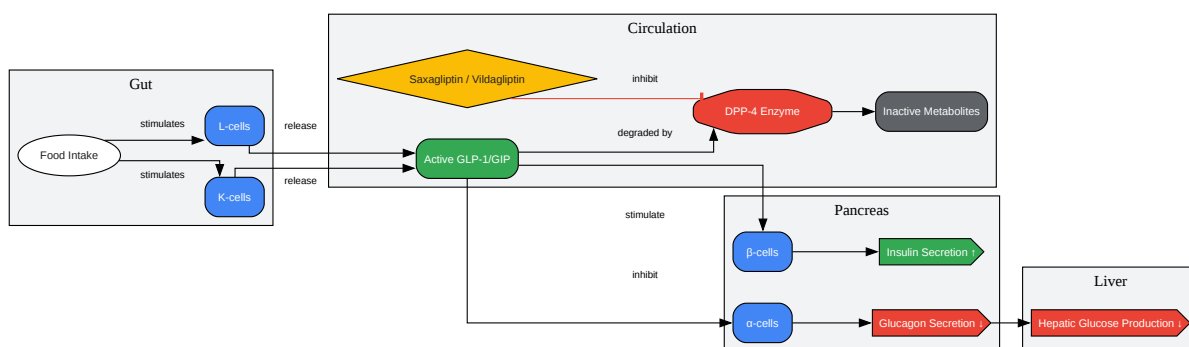 Circulation
Saxagliptin / Vildagliptin
inhibit
DPP-4 Enzyme
Inactive Metabolites
Gut
Food Intake
stimulates
L-cells
stimulates
K-cells
release
release
Active GLP-1/GIP
degraded by
stimulate
Pancreas
β-cells
Insulin Secretion ↑
inhibit
α-cells
Glucagon Secretion ↓
Liver
Hepatic Glucose Production ↓